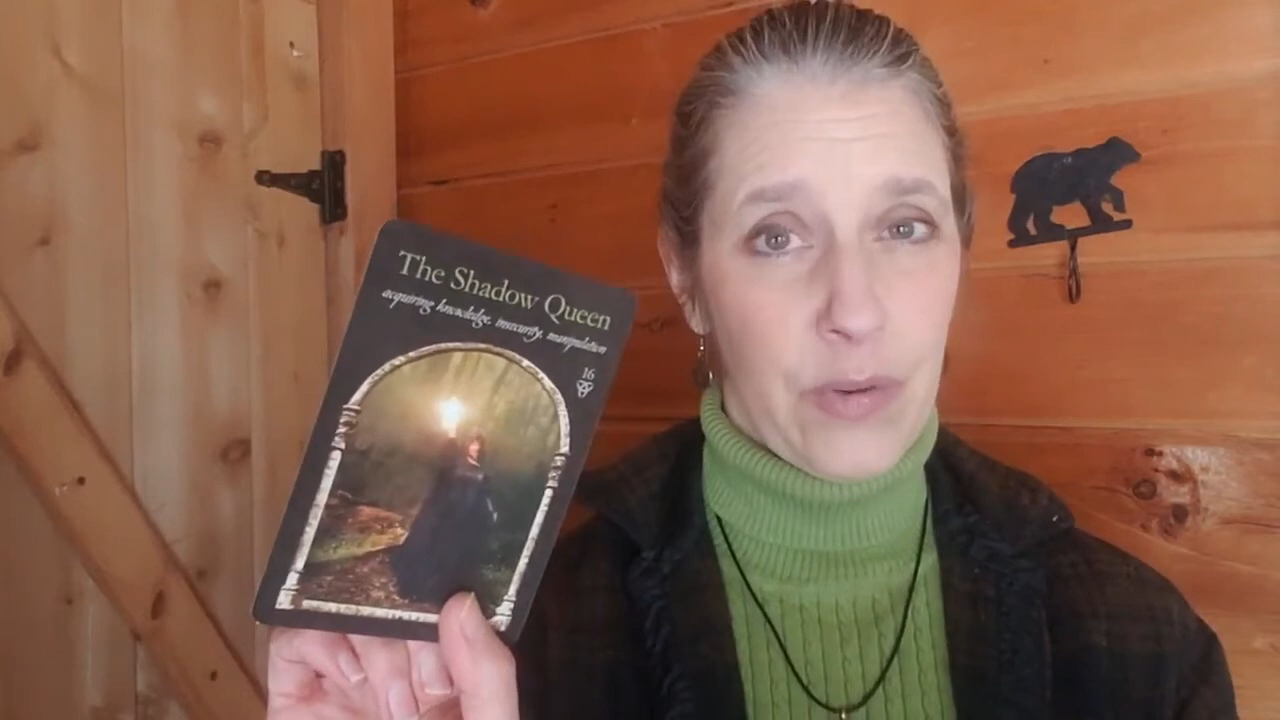 The Shadow Queen
acquiring knowledge, insecurity, manipulation
16